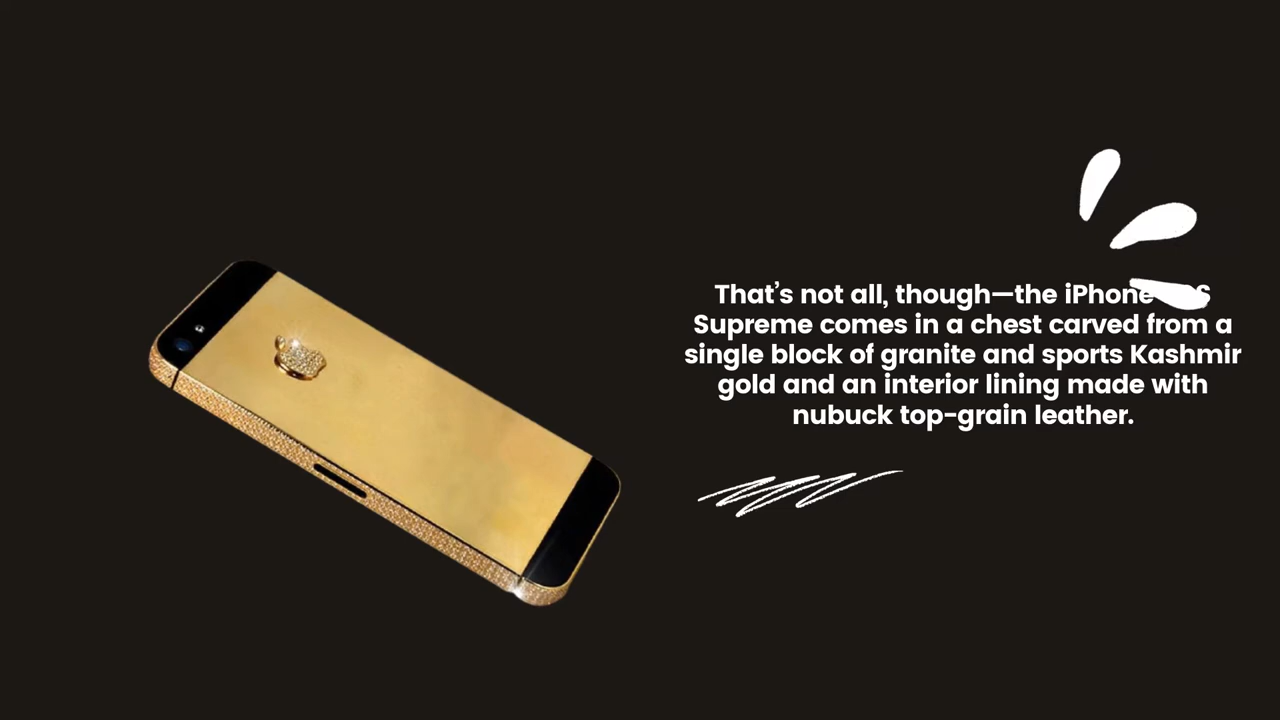 That’s not all, though—the iPhone S
Supreme comes in a chest carved from a
single block of granite and sports Kashmir
gold and an interior lining made with
nubuck top-grain leather.